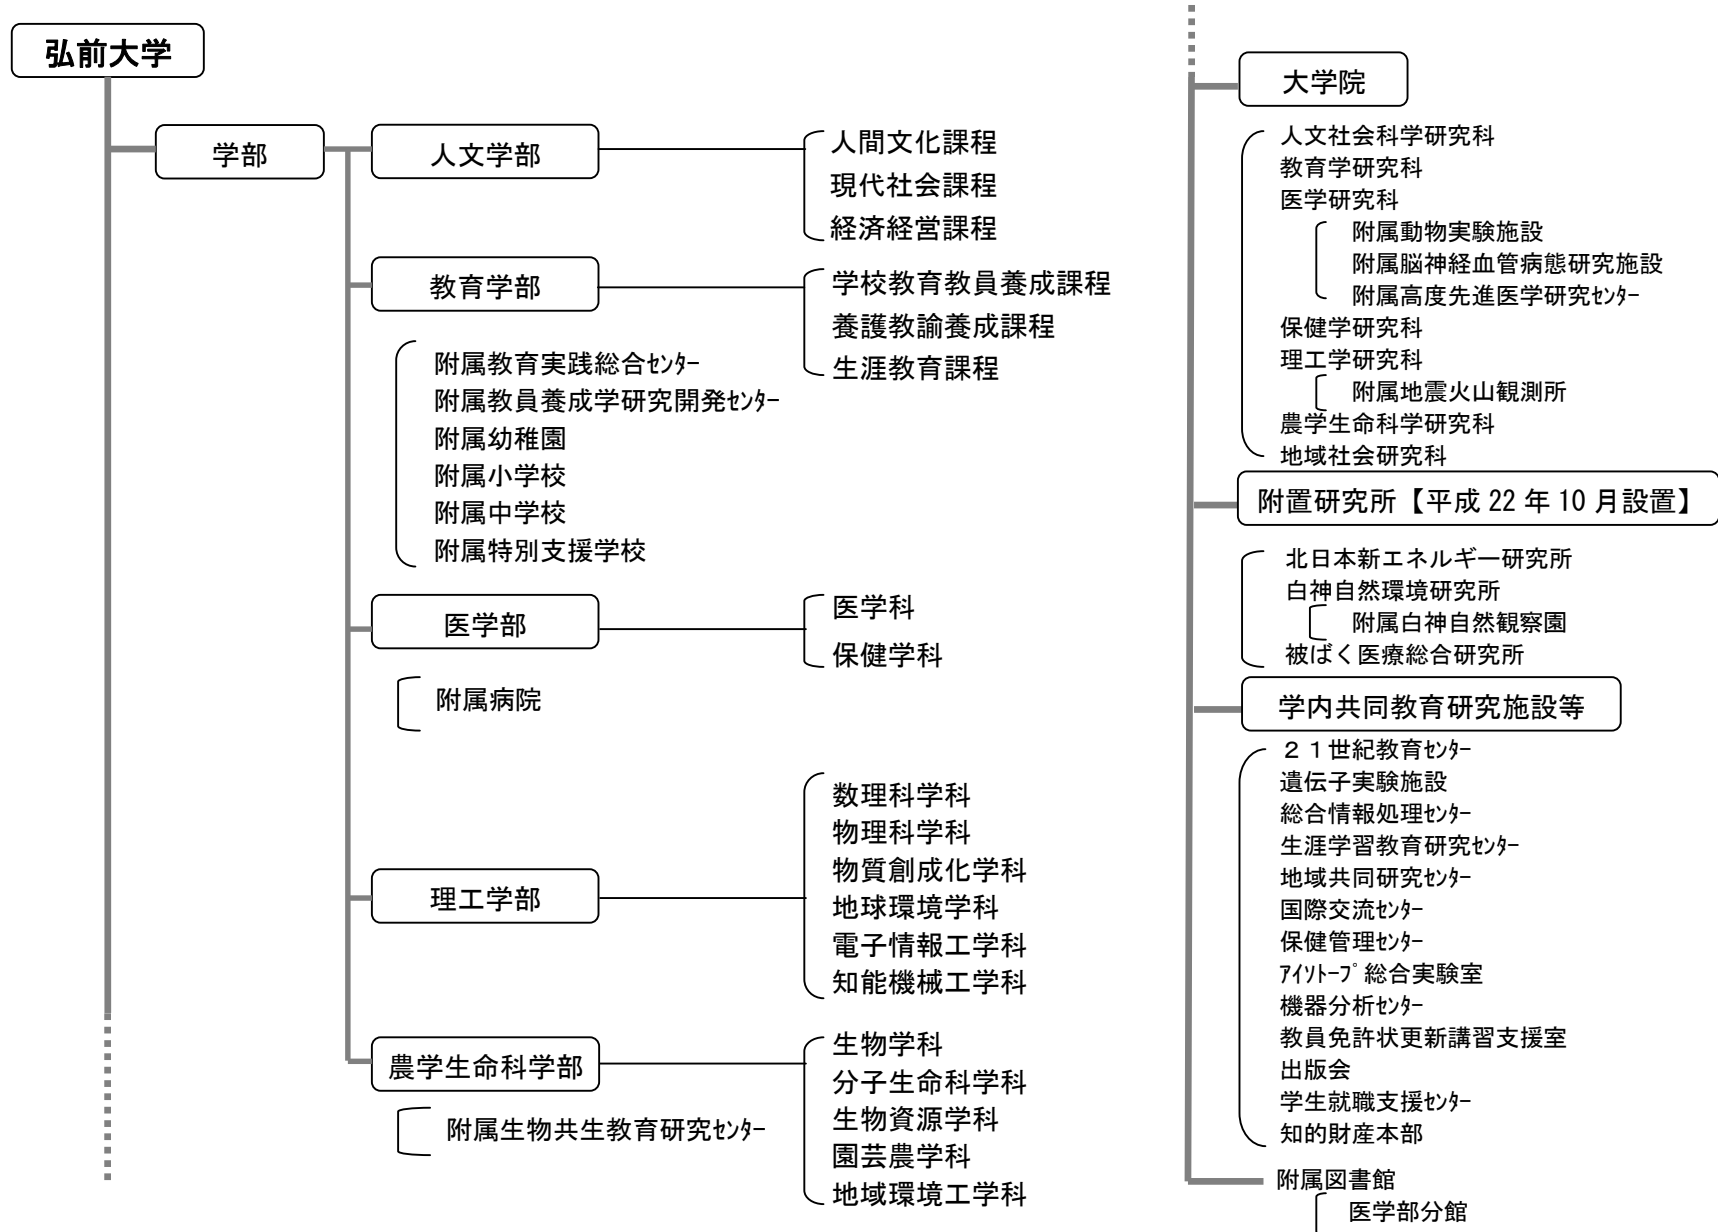 弘前大学
学部
人文学部
人間文化課程
現代社会課程
経済経営課程
教育学部
学校教育教員養成課程
養護教諭養成課程
生涯教育課程
附属教育実践総合ｾﾝﾀｰ
附属教員養成学研究開発ｾﾝﾀｰ
附属幼稚園
附属小学校
附属中学校
附属特別支援学校
医学部
医学科
保健学科
附属病院
理工学部
数理科学科
物理科学科
物質創成化学科
地球環境学科
電子情報工学科
知能機械工学科
農学生命科学部
生物学科
分子生命科学科
生物資源学科
園芸農学科
地域環境工学科
附属生物共生教育研究ｾﾝﾀｰ
大学院
人文社会科学研究科
教育学研究科
医学研究科
附属動物実験施設
附属脳神経血管病態研究施設
附属高度先進医学研究ｾﾝﾀｰ
保健学研究科
理工学研究科
附属地震火山観測所
農学生命科学研究科
地域社会研究科
附置研究所【平成 22 年 10 月設置】
北日本新エネルギー研究所
白神自然環境研究所
附属白神自然観察園
被ばく医療総合研究所
学内共同教育研究施設等
２１世紀教育ｾﾝﾀｰ
遺伝子実験施設
総合情報処理ｾﾝﾀｰ
生涯学習教育研究ｾﾝﾀｰ
地域共同研究ｾﾝﾀｰ
国際交流ｾﾝﾀｰ
保健管理ｾﾝﾀｰ
ｱｲｿﾄｰﾌﾟ総合実験室
機器分析ｾﾝﾀｰ
教員免許状更新講習支援室
出版会
学生就職支援ｾﾝﾀｰ
知的財産本部
附属図書館
医学部分館